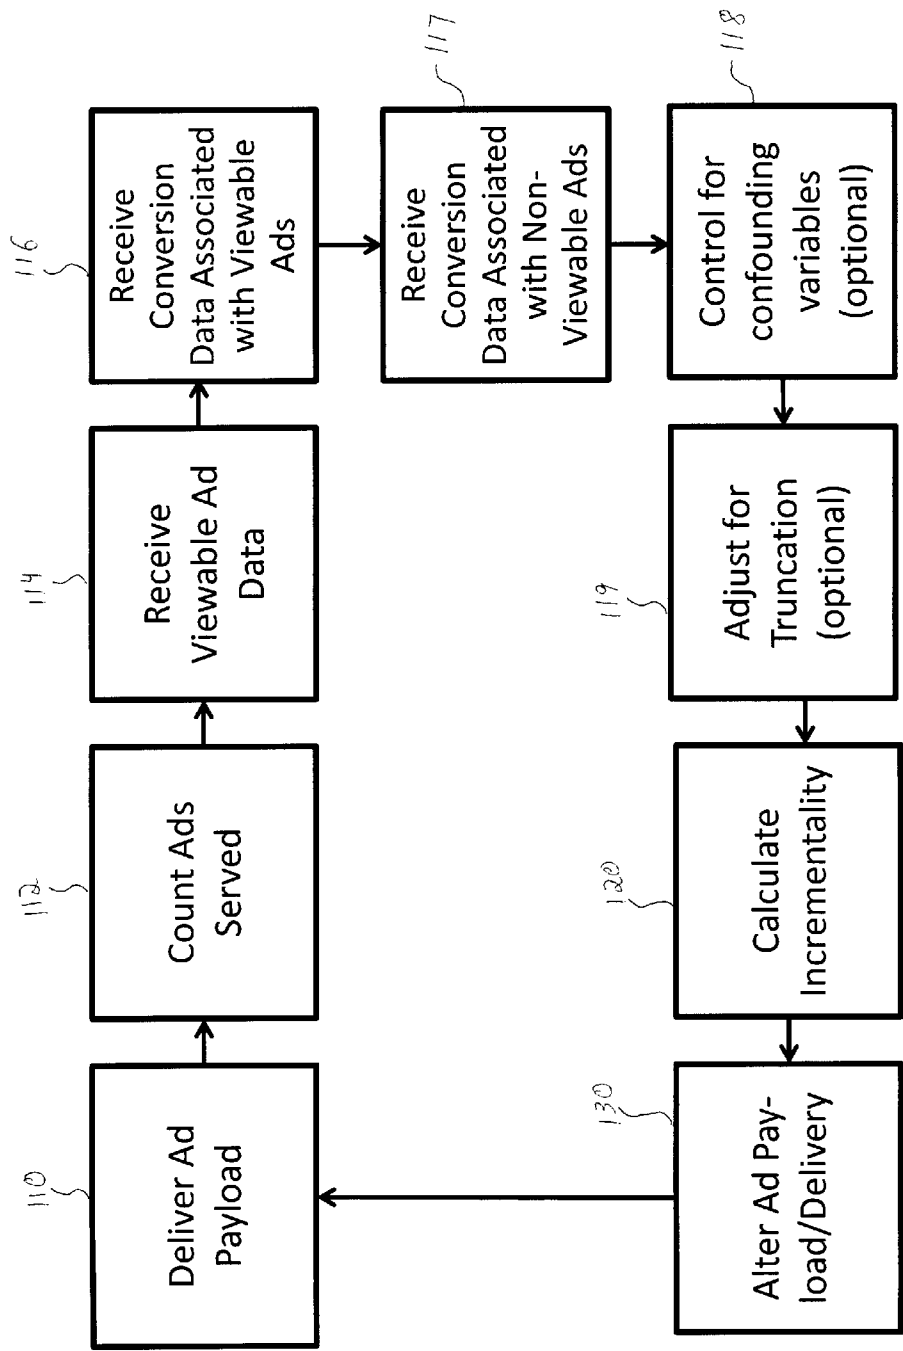 110
Deliver Ad
Payload
112
Count Ads
Served
114
Receive
Viewable Ad
Data
116
Receive
Conversion
Data Associated
with Viewable
Ads
117
Receive
Conversion
Data Associated
with Non-
Viewable Ads
118
Control for
confounding
variables
(optional)
119
Adjust for
Truncation
(optional)
120
Calculate
Incrementality
130
Alter Ad Pay-
load/Delivery